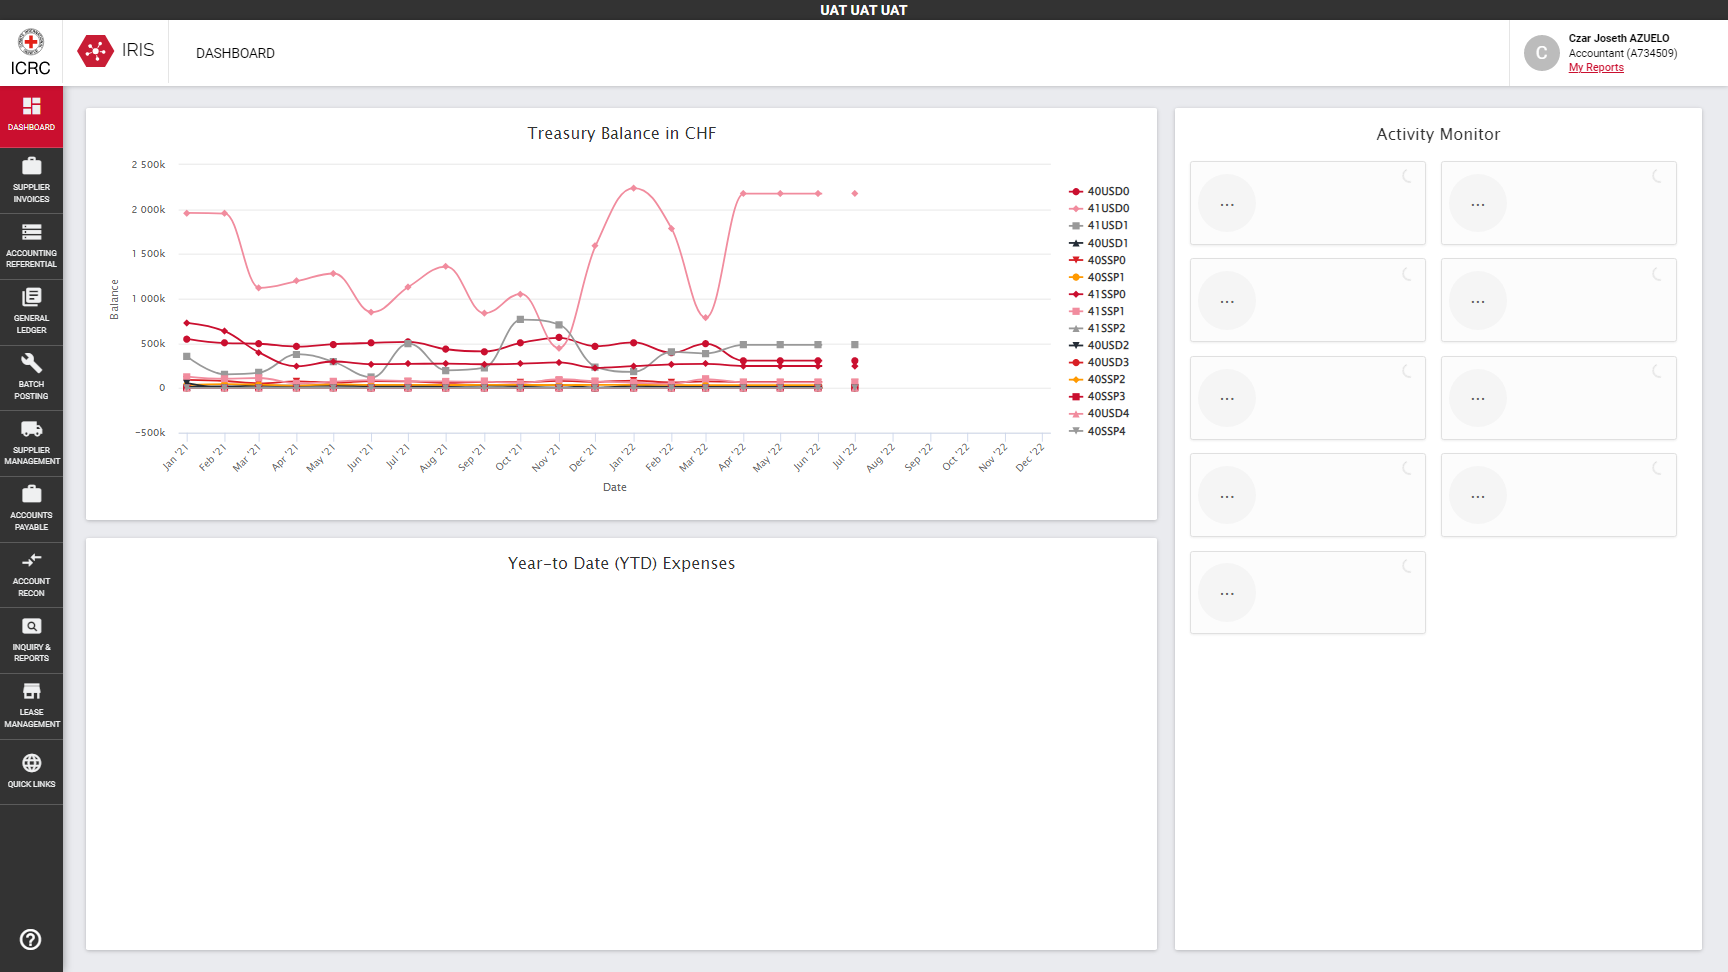 UAT UAT UAT
ICRC
IRIS
DASHBOARD
Czar Joseth AZUELO
Accountant (A734509)
My Reports
C
DASHBOARD
SUPPLIER
INVOICES
ACCOUNTING
REFERENTIAL
GENERAL
LEDGER
BATCH
POSTING
SUPPLIER
MANAGEMENT
ACCOUNTS
PAYABLE
ACCOUNT
RECON
INQUIRY &
REPORTS
LEASE
MANAGEMENT
QUICK LINKS
?
Treasury Balance in CHF
Balance
2 500k
2 000k
1 500k
1 000k
500k
0
−500k
Jan '21
Feb '21
Mar '21
Apr '21
May '21
Jun '21
Jul '21
Aug '21
Sep '21
Oct '21
Nov '21
Dec '21
Jan '22
Feb '22
Mar '22
Apr '22
May '22
Jun '22
Jul '22
Aug '22
Sep '22
Oct '22
Nov '22
Dec '22
Date
40USD0
41USD0
41USD1
40USD1
40SSP0
40SSP1
41SSP0
41SSP1
41SSP2
40USD2
40USD3
40SSP2
40SSP3
40USD4
40SSP4
Year-to Date (YTD) Expenses
Activity Monitor
...
...
...
...
...
...
...
...
...